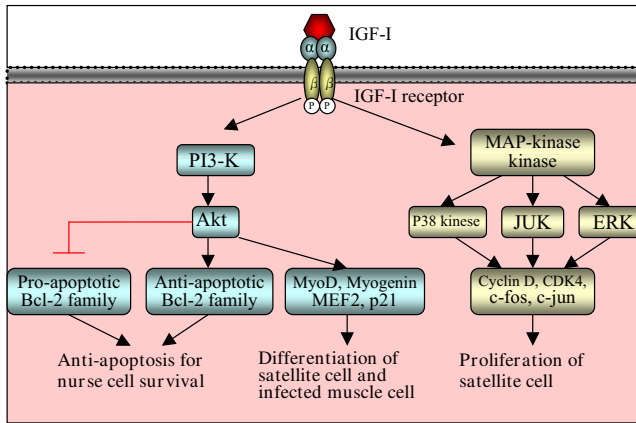 IGF-I
α α
β β
IGF-I receptor
P P
MAP-kinase
kinase
PI3-K
P38 kinese
JUK
ERK
Akt
Pro-apoptotic
Bcl-2 family
Anti-apoptotic
Bcl-2 family
MyoD, Myogenin
MEF2, p21
Cyclin D, CDK4,
c-fos, c-jun
Anti-apoptosis for
nurse cell survival
Differentiation of
satellite cell and
infected muscle cell
Proliferation of
satellite cell